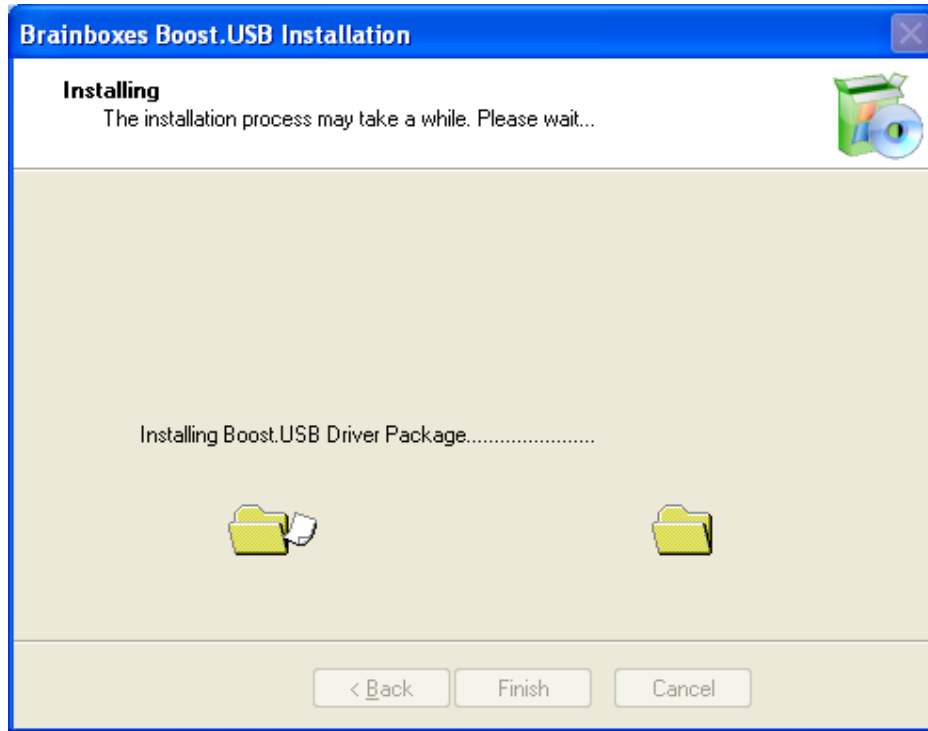 Brainboxes Boost.USB Installation
Installing
The installation process may take a while. Please wait...
Installing Boost.USB Driver Package.......................
< Back
Finish
Cancel